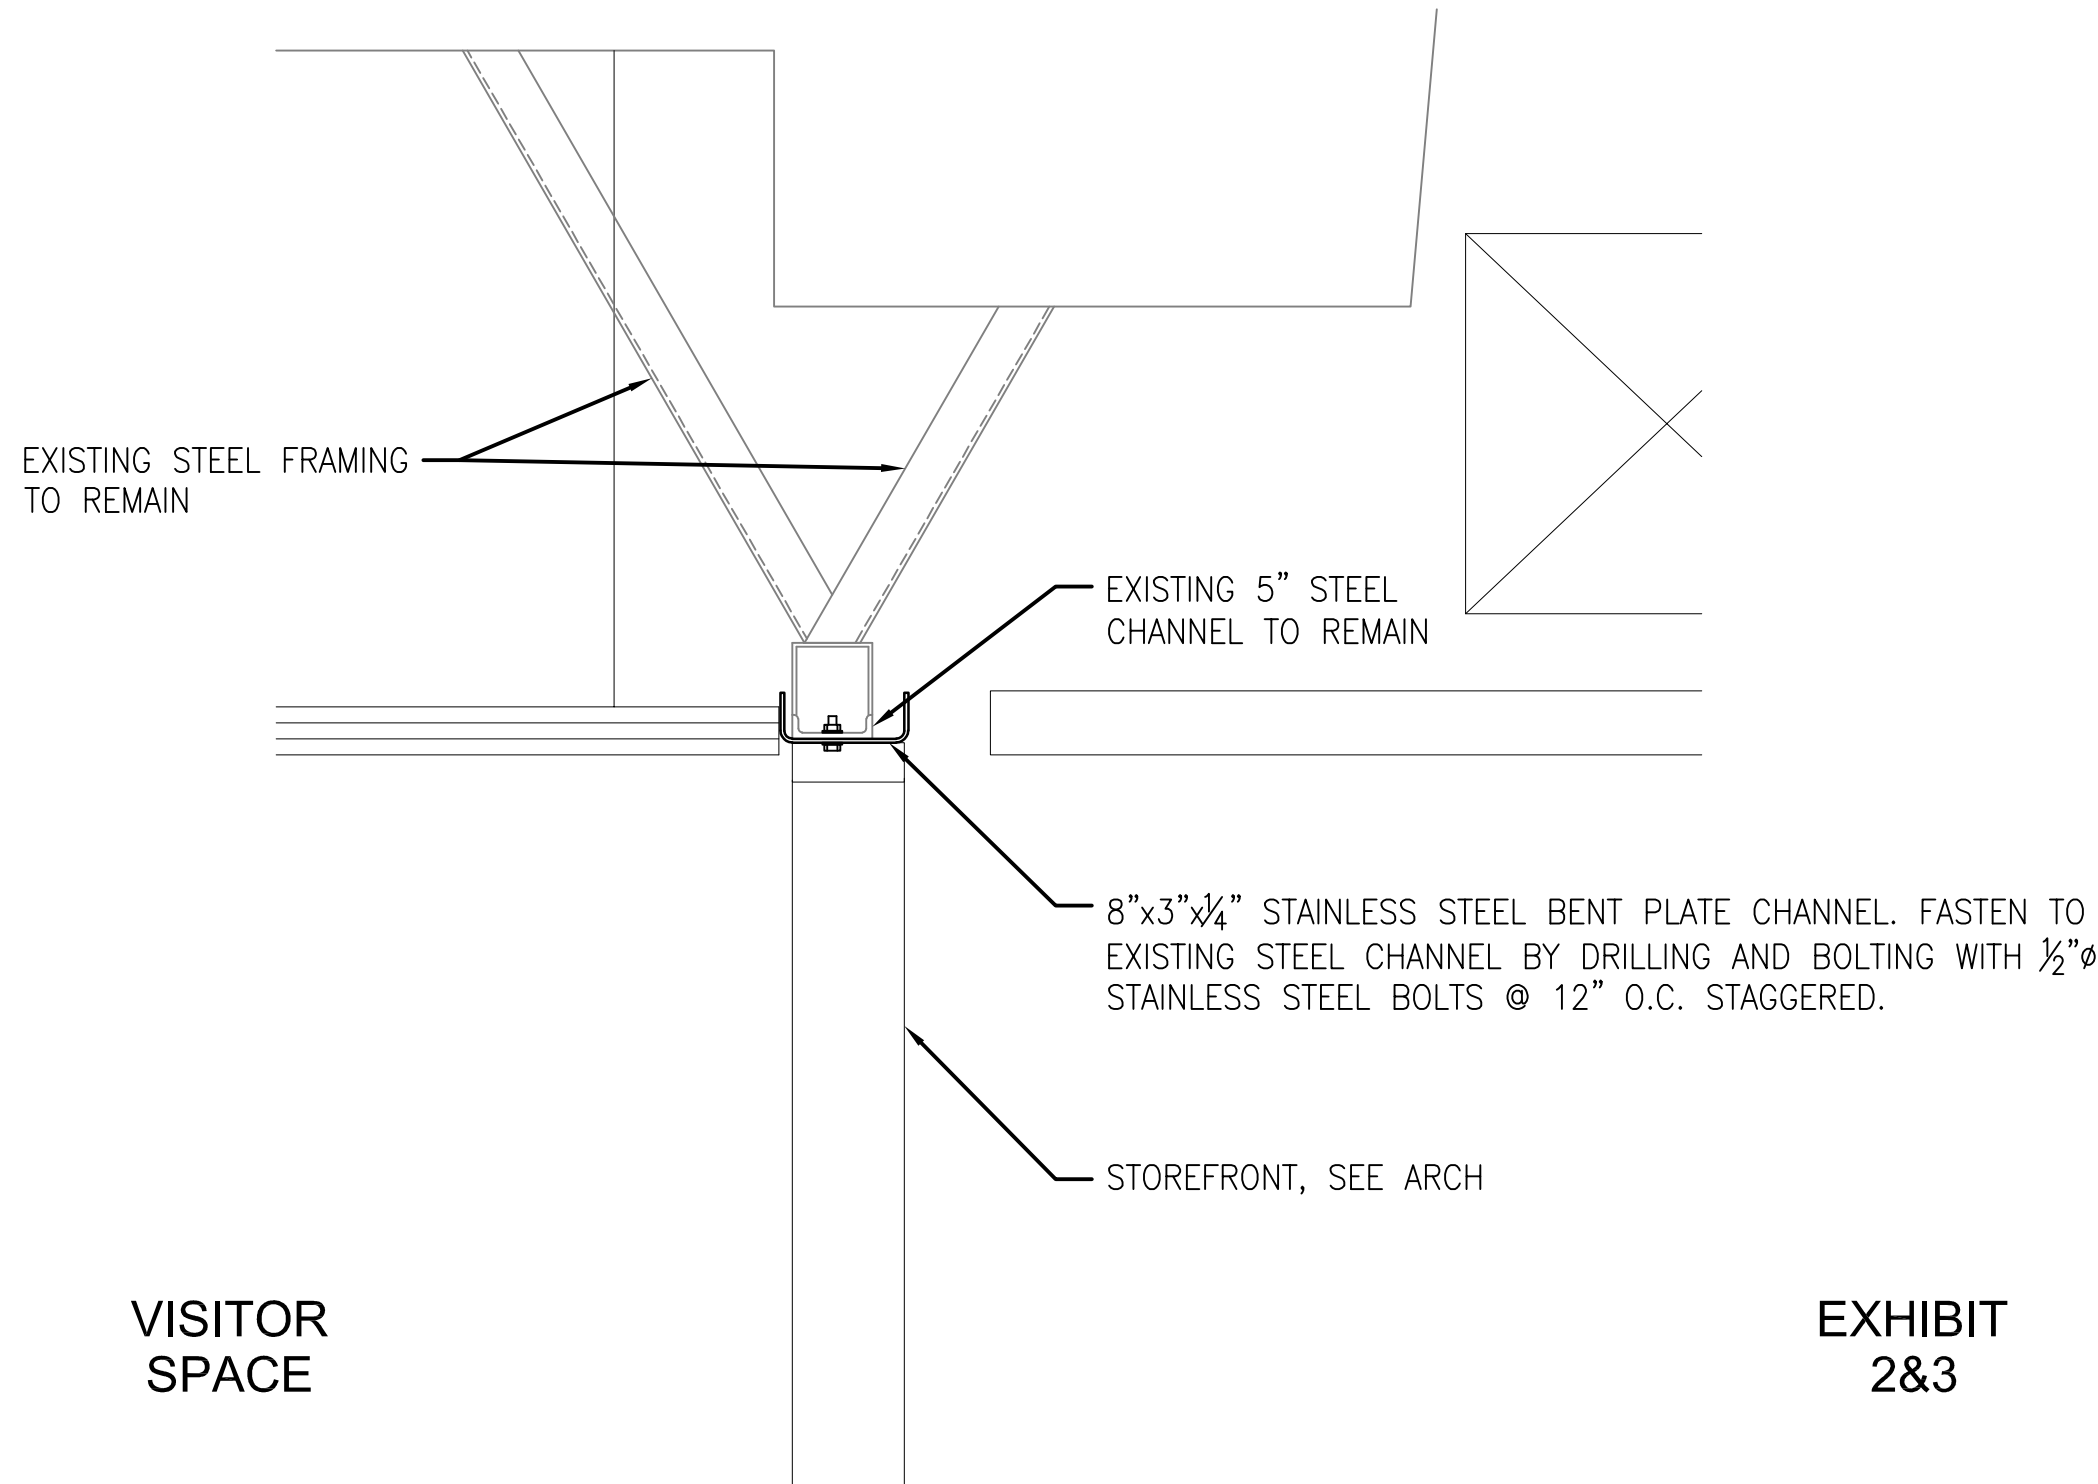 EXISTING STEEL FRAMING
TO REMAIN
EXISTING 5” STEEL
CHANNEL TO REMAIN
8”x3”x¼” STAINLESS STEEL BENT PLATE CHANNEL. FASTEN TO
EXISTING STEEL CHANNEL BY DRILLING AND BOLTING WITH ½”ø
STAINLESS STEEL BOLTS @ 12” O.C. STAGGERED.
STOREFRONT, SEE ARCH
VISITOR
SPACE
EXHIBIT
2&3